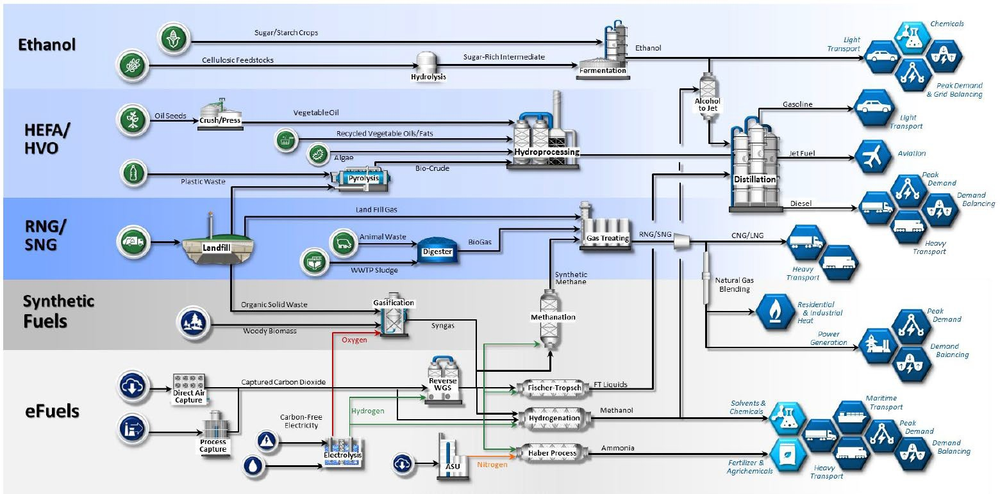 Ethanol
Sugar/Starch Crops
Cellulosic Feedstocks
Hydrolysis
Sugar-Rich Intermediate
Fermentation
Ethanol
Light
Transport
Chemicals
Peak Demand
& Grid Balancing
HEFA/
HVO
Oil Seeds
Crush/Press
Vegetable Oil
Recycled Vegetable Oils/Fats
Algae
Plastic Waste
Pyrolysis
Bio-Crude
Hydroprocessing
Alcohol
to Jet
Distillation
Gasoline
Light
Transport
Jet Fuel
Aviation
Diesel
Peak
Demand
Demand
Balancing
Heavy
Transport
RNG/
SNG
Landfill
Land Fill Gas
Animal Waste
WWTP Sludge
Digester
BioGas
Gas Treating
RNG/SNG
CNG/LNG
Heavy
Transport
Natural Gas
Blending
Synthetic
Fuels
Organic Solid Waste
Woody Biomass
Gasification
Oxygen
Syngas
Synthetic
Methane
Methanation
Residential
& Industrial
Heat
Power
Generation
Peak
Demand
Demand
Balancing
eFuels
Direct Air
Capture
Process
Capture
Captured Carbon Dioxide
Carbon-Free
Electricity
Electrolysis
Hydrogen
Reverse
WGS
ASU
Nitrogen
Fischer-Tropsch
FT Liquids
Hydrogenation
Methanol
Haber Process
Ammonia
Solvents &
Chemicals
Fertilizer &
Agrichemicals
Maritime
Transport
Heavy
Transport
Peak
Demand
Demand
Balancing